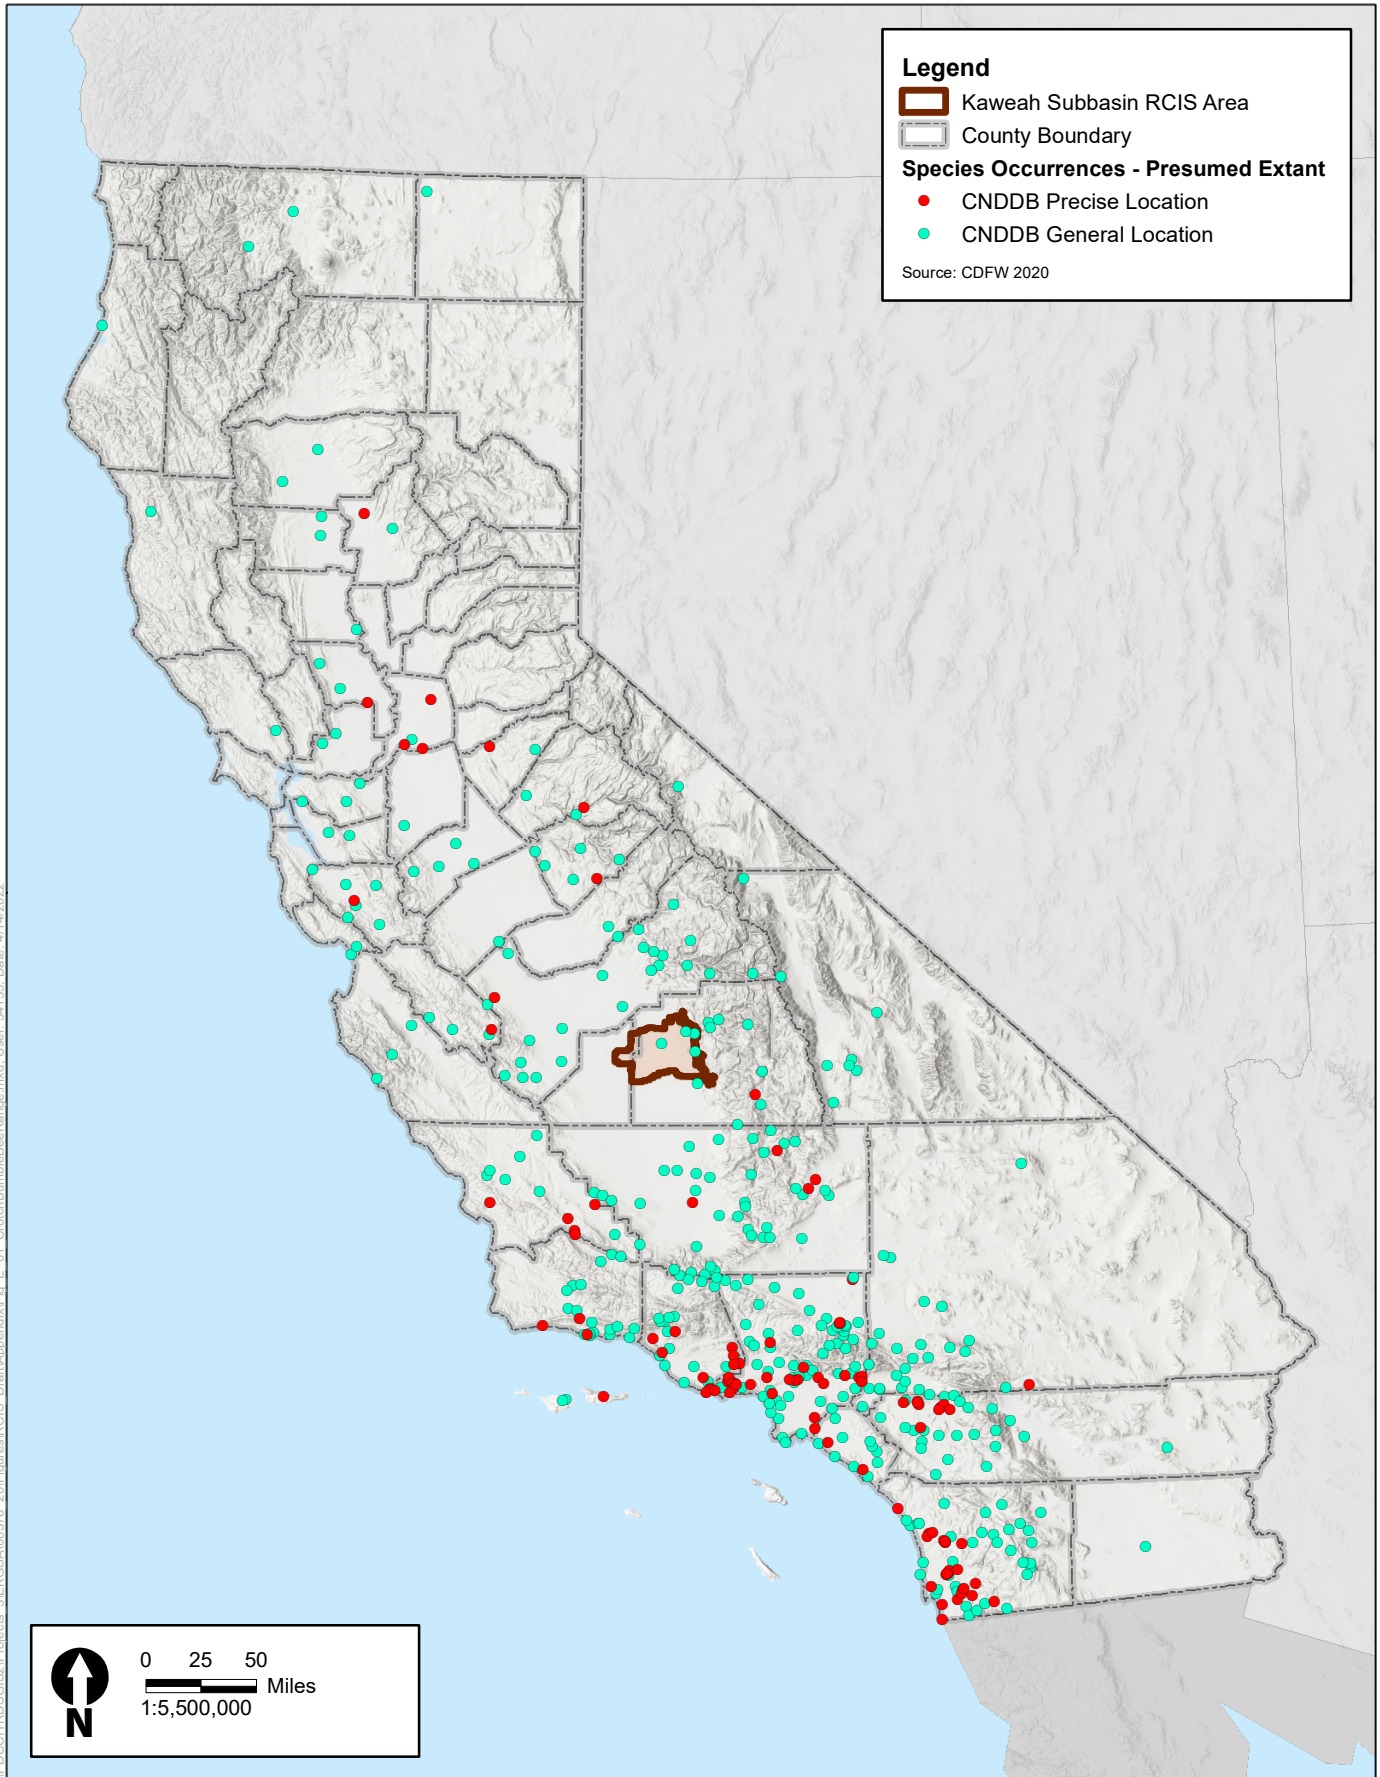 Legend
Kaweah Subbasin RCIS Area
County Boundary
Species Occurrences - Presumed Extant
CNDDB Precise Location
CNDDB General Location
Source: CDFW 2020
0 25 50
Miles
1:5,500,000
N